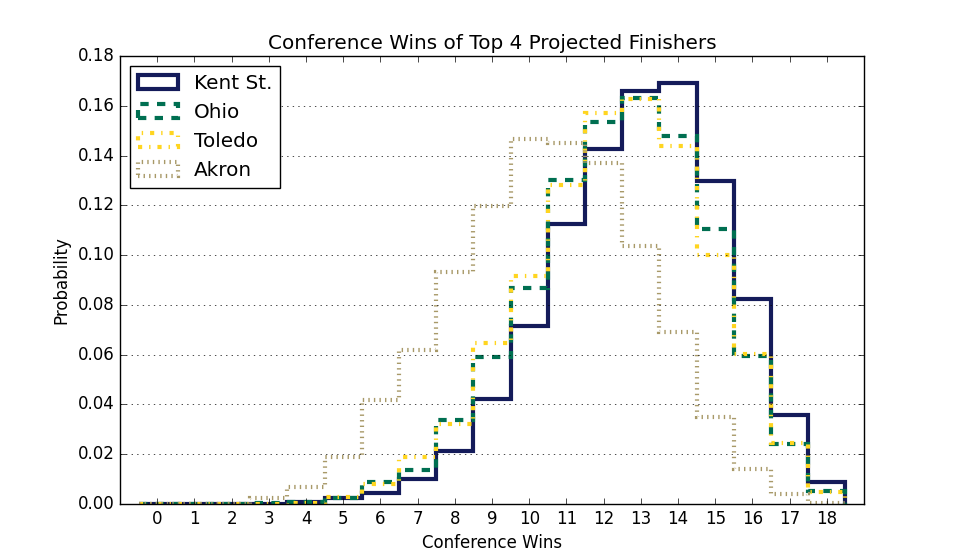 Conference Wins of Top 4 Projected Finishers
Kent St.
Ohio
Toledo
Akron
Probability
0.18
0.16
0.14
0.12
0.10
0.08
0.06
0.04
0.02
0.00
0 1 2 3 4 5 6 7 8 9 10 11 12 13 14 15 16 17 18
Conference Wins